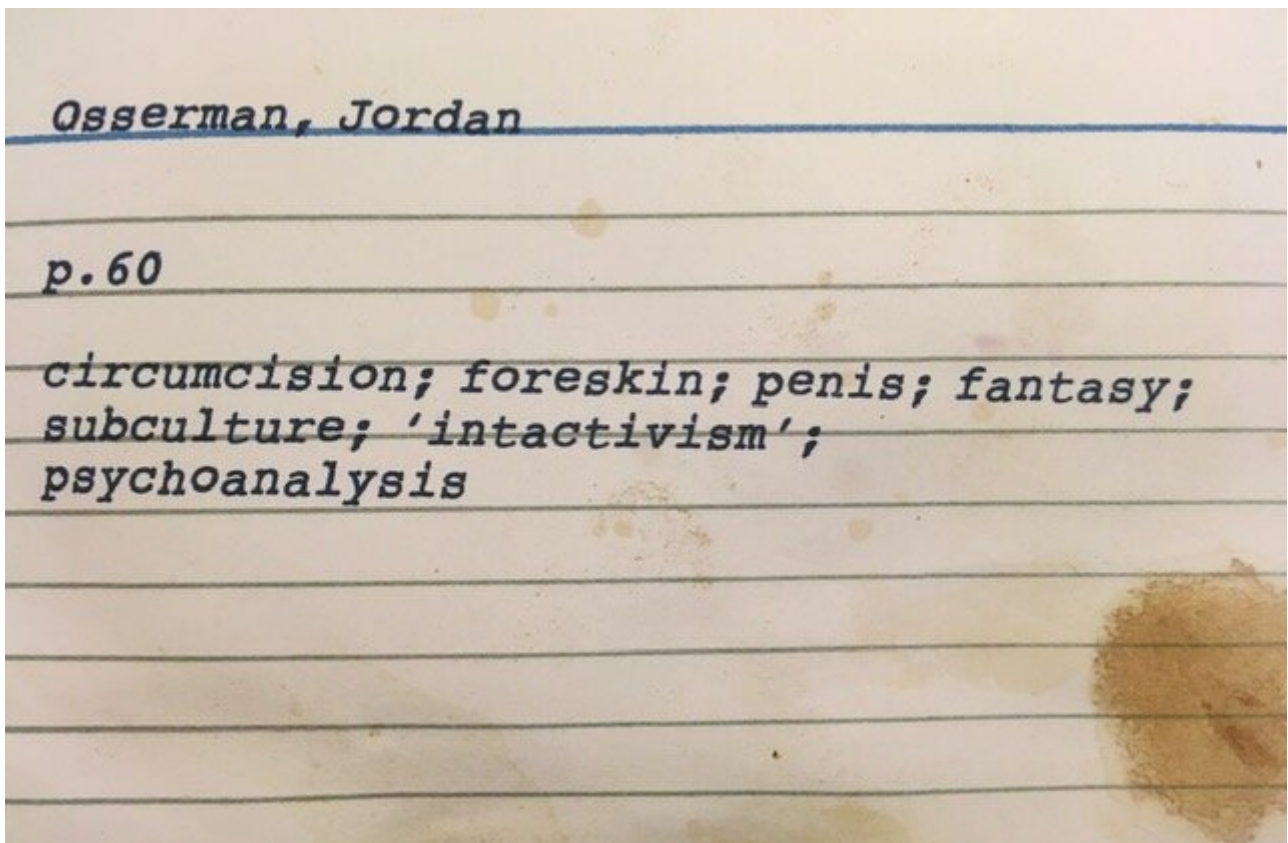 Osserman, Jordan
p.60
circumcision; foreskin; penis; fantasy;
subculture; 'intactivism';
psychoanalysis